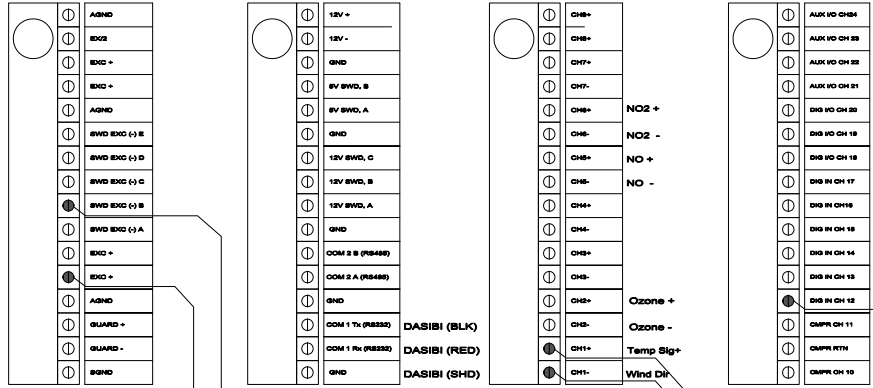 AGND
EX/2
EXC +
EXC +
AGND
SWD EXC (-) E
SWD EXC (-) D
SWD EXC (-) C
SWD EXC (-) B
SWD EXC (-) A
EXC +
EXC +
AGND
GUARD +
GUARD -
SGND
12V +
12V -
GND
5V SWD, B
5V SWD, A
GND
12V SWD, C
12V SWD, B
12V SWD, A
GND
COM 2 B (RS485)
COM 2 A (RS485)
GND
COM 1 Tx (RS232) DASIBI (BLK)
COM 1 Rx (RS232) DASIBI (RED)
GND DASIBI (SHD)
CH8+
CH8-
CH7+
CH7-
CH6+ NO2 +
CH6- NO2 -
CH5+ NO +
CH5- NO -
CH4+
CH4-
CH3+
CH3-
CH2+ Ozone +
CH2- Ozone -
CH1+ Temp Sig+
CH1- Wind Dir
AUX I/O CH24
AUX I/O CH 23
AUX I/O CH 22
AUX I/O CH 21
DIG I/O CH 20
DIG I/O CH 19
DIG I/O CH 18
DIG IN CH 17
DIG IN CH16
DIG IN CH 15
DIG IN CH 14
DIG IN CH 13
DIG IN CH 12
CMPR CH 11
CMPR RTN
CMPR CH 10